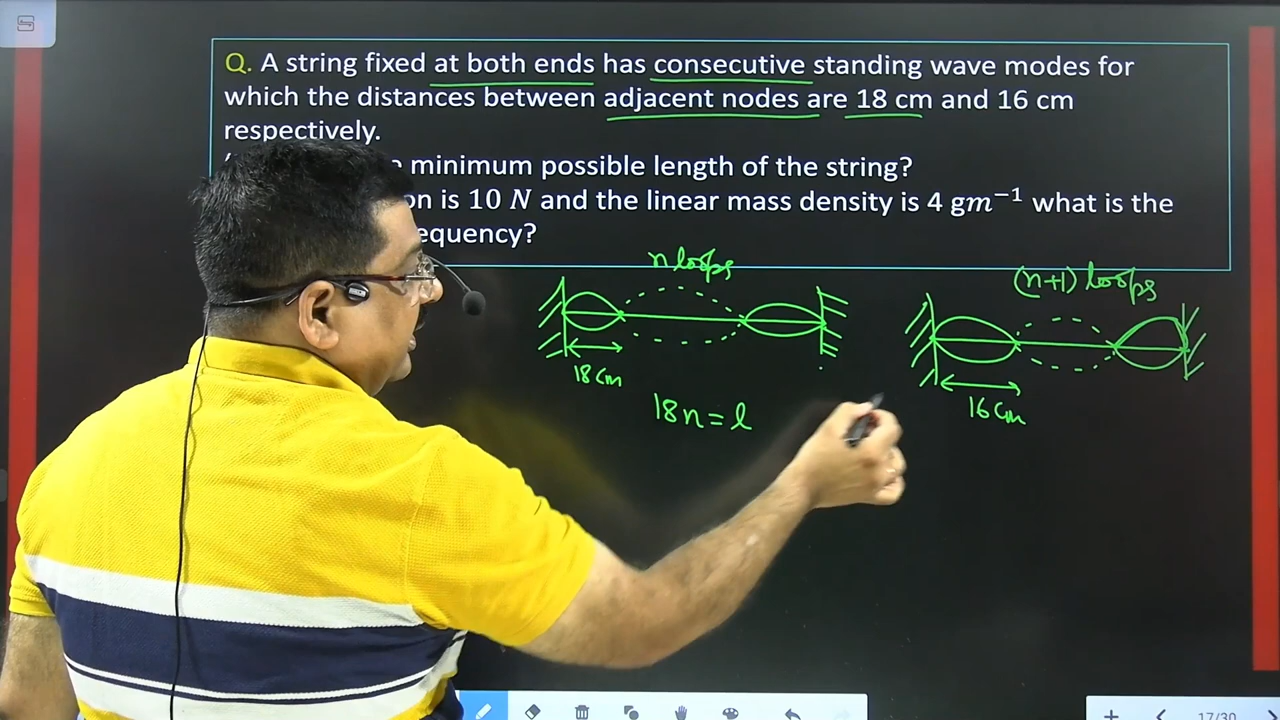 Q. A string fixed at both ends has consecutive standing wave modes for
which the distances between adjacent nodes are 18 cm and 16 cm
respectively.
minimum possible length of the string?
is 10 N and the linear mass density is 4 gm⁻¹ what is the
n loops
(n+1) loops
18 cm
16 cm
18n = l
17/30